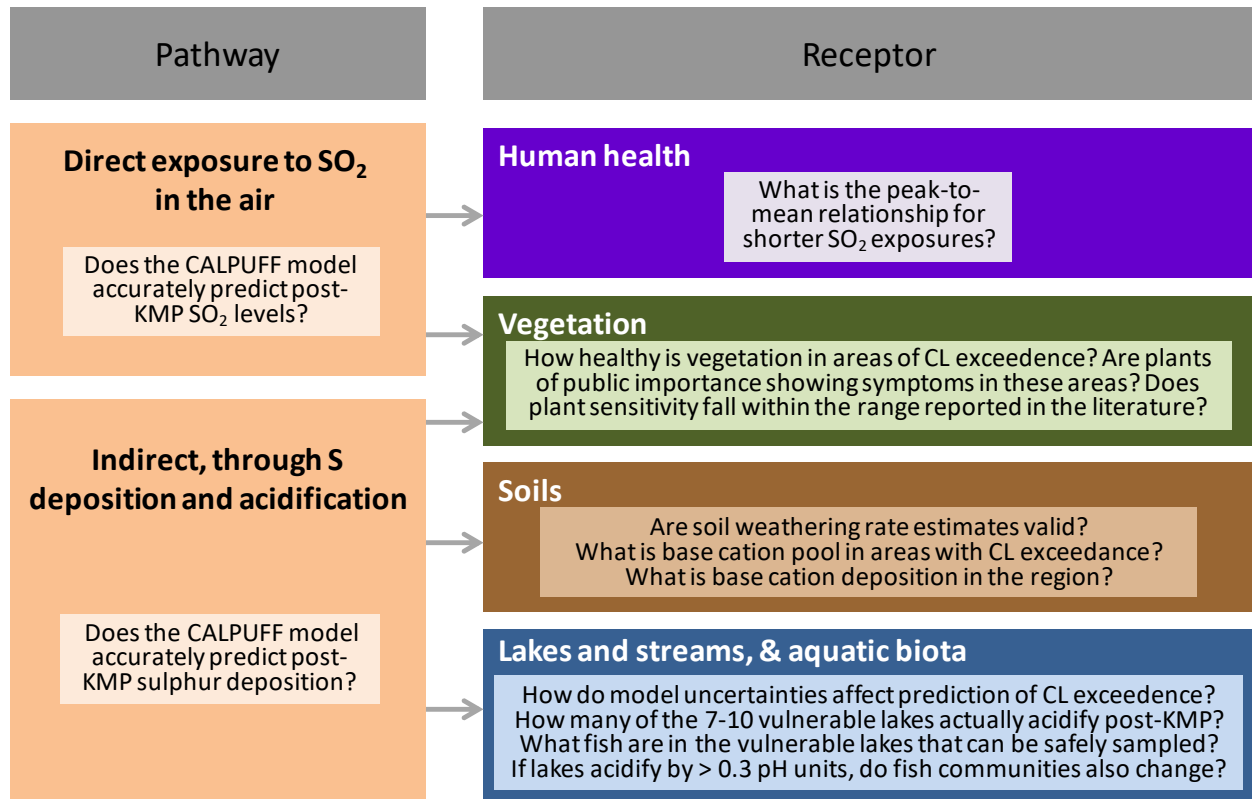 Pathway
Receptor
Direct exposure to SO₂
in the air
Does the CALPUFF model
accurately predict post-
KMP SO₂ levels?
Indirect, through S
deposition and acidification
Does the CALPUFF model
accurately predict post-
KMP sulphur deposition?
Human health
What is the peak-to-
mean relationship for
shorter SO₂ exposures?
Vegetation
How healthy is vegetation in areas of CL exceedence? Are plants
of public importance showing symptoms in these areas? Does
plant sensitivity fall within the range reported in the literature?
Soils
Are soil weathering rate estimates valid?
What is base cation pool in areas with CL exceedance?
What is base cation deposition in the region?
Lakes and streams, & aquatic biota
How do model uncertainties affect prediction of CL exceedence?
How many of the 7-10 vulnerable lakes actually acidify post-KMP?
What fish are in the vulnerable lakes that can be safely sampled?
If lakes acidify by > 0.3 pH units, do fish communities also change?